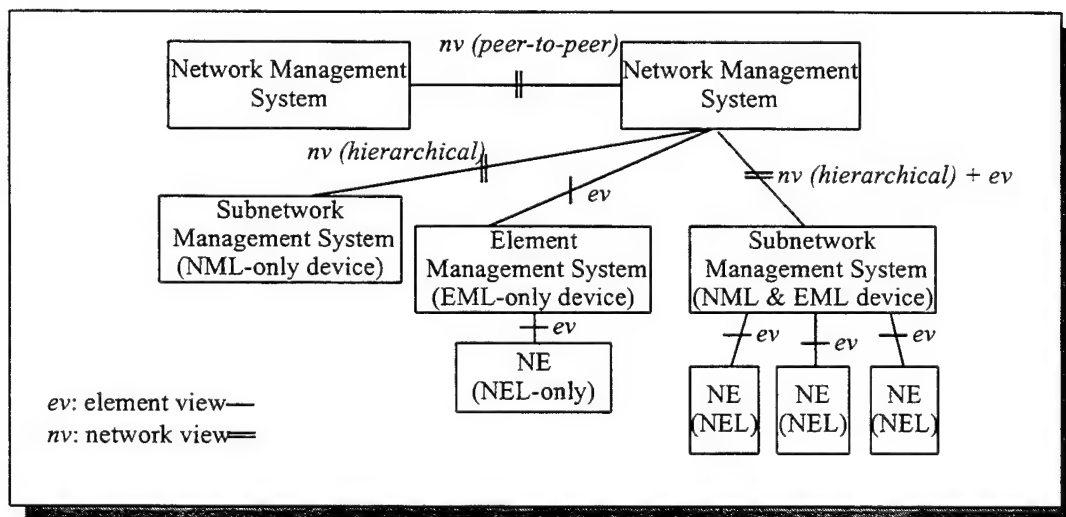 nv (peer-to-peer)
Network Management
System
Network Management
System
nv (hierarchical)
ev
nv (hierarchical) + ev
Subnetwork
Management System
(NML-only device)
Element
Management System
(EML-only device)
Subnetwork
Management System
(NML & EML device)
ev
ev
ev
ev
NE
(NEL-only)
NE
(NEL)
NE
(NEL)
NE
(NEL)
ev: element view
nv: network view